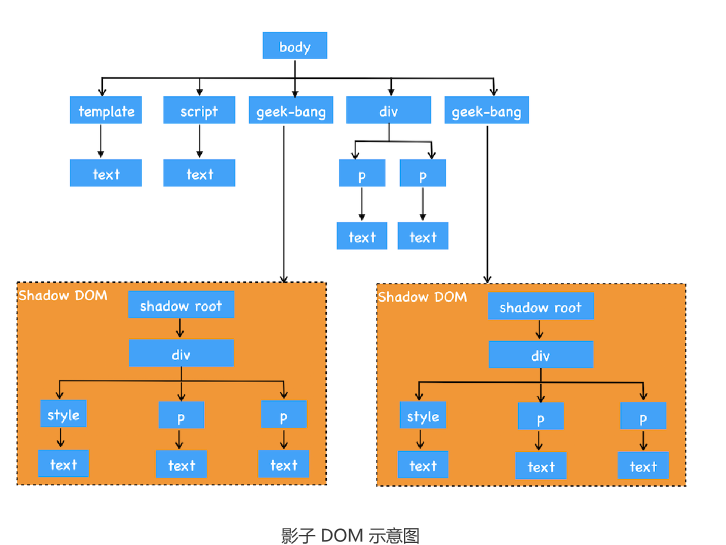 body
template script geek-bang div geek-bang
text text p p
text text
Shadow DOM Shadow DOM
shadow root shadow root
div div
style p p style p p
text text text text text text
影子 DOM 示意图